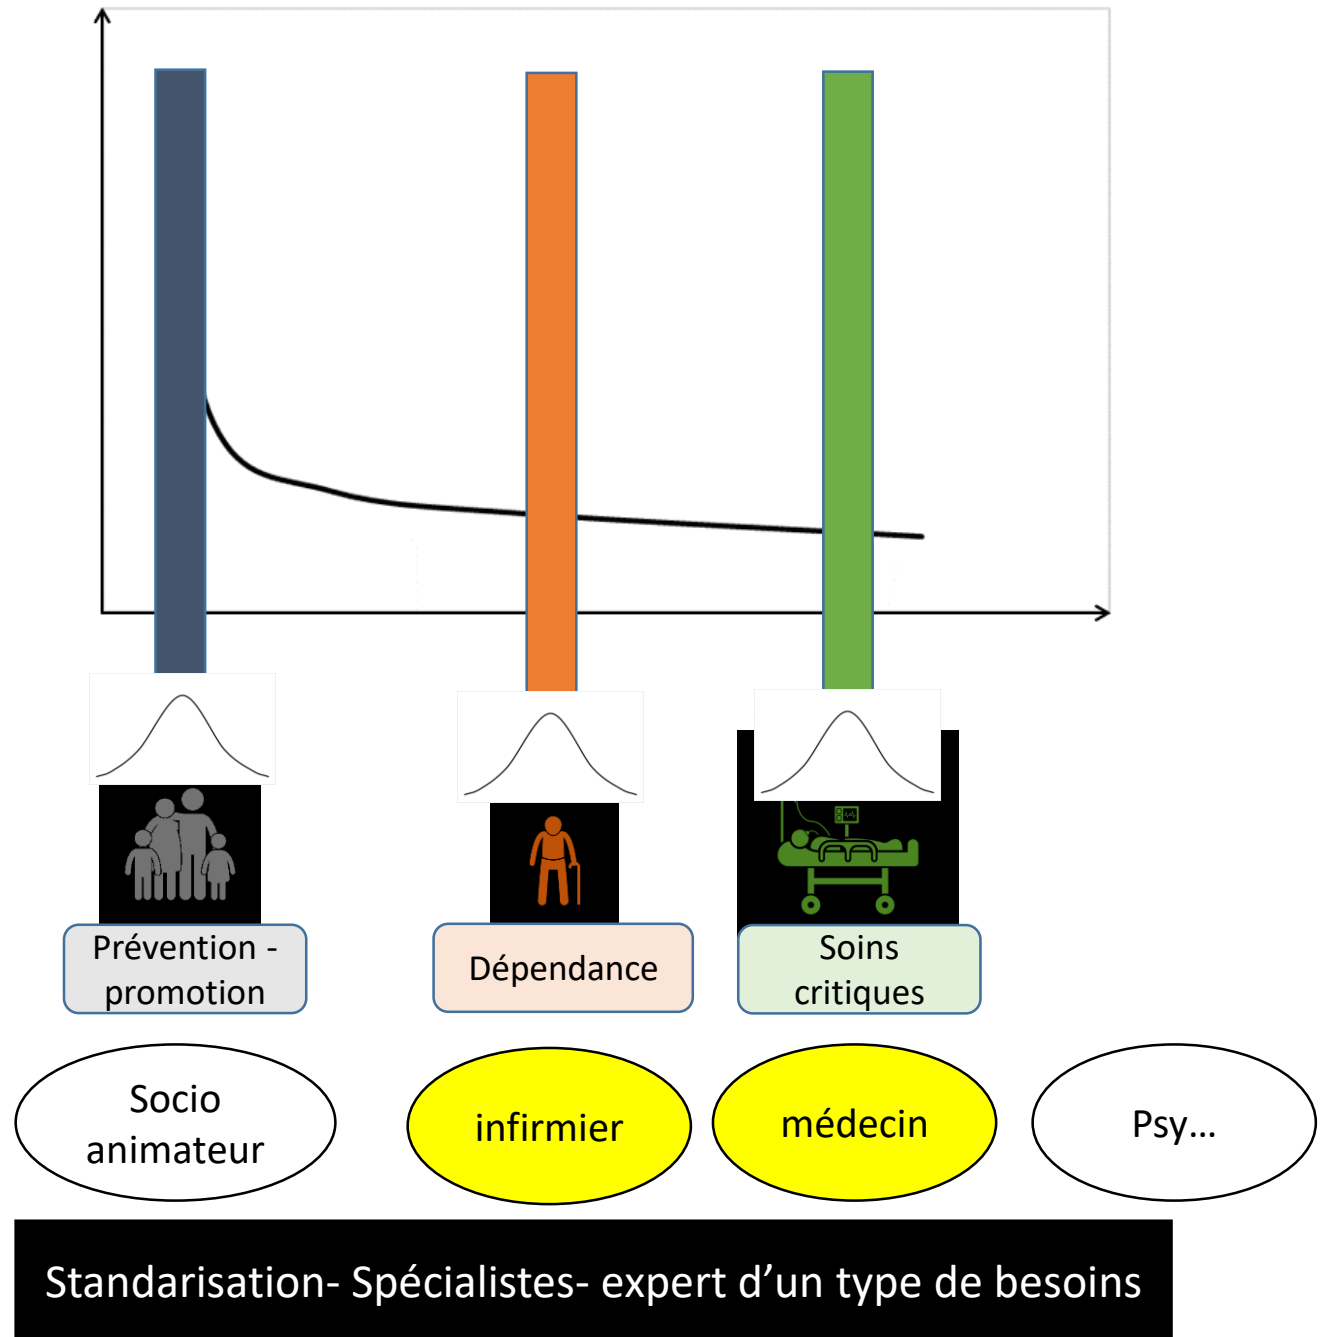 Prévention -
promotion
Dépendance
Soins
critiques
Socio
animateur
infirmier
médecin
Psy...
Standarisation- Spécialistes- expert d’un type de besoins